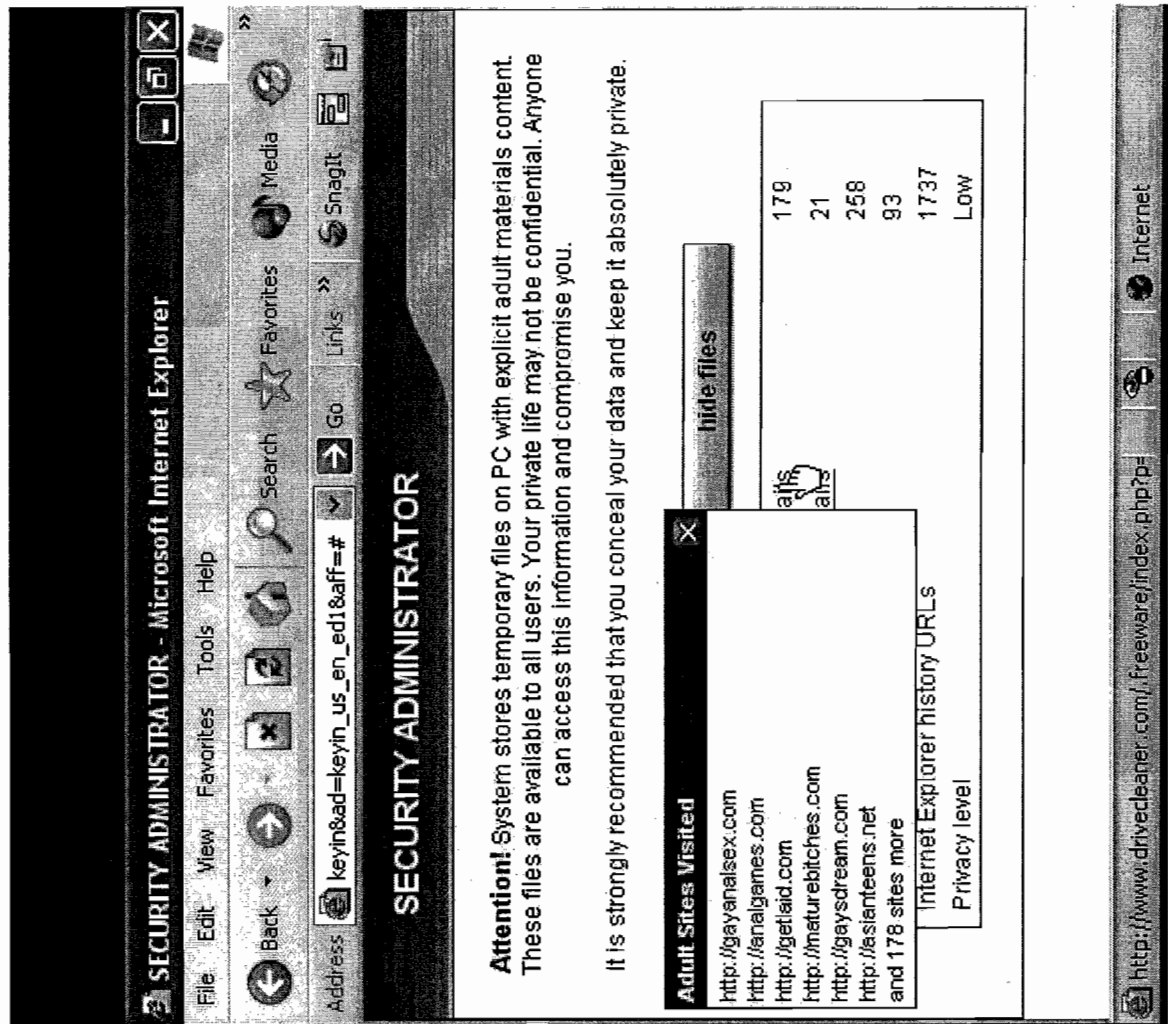 SECURITY ADMINISTRATOR - Microsoft Internet Explorer
File Edit View Favorites Tools Help
Back Search Favorites Media »
Address keyin&ad=keyin_us_en_ed1&aff=# Go Links » SnagIt
SECURITY ADMINISTRATOR
Attention! System stores temporary files on PC with explicit adult materials content.
These files are available to all users. Your private life may not be confidential. Anyone
can access this information and compromise you.
It is strongly recommended that you conceal your data and keep it absolutely private.
hide files
Adult Sites Visited
http://gayanalsex.com
http://analgames.com
http://getlaid.com
http://maturebitches.com
http://gaysdream.com
http://asianteens.net
and 178 sites more
ails 179
ails 21
258
93
Internet Explorer history URLs 1737
Privacy level Low
http://www.drivecleaner.com/.freeware/index.php?p= Internet